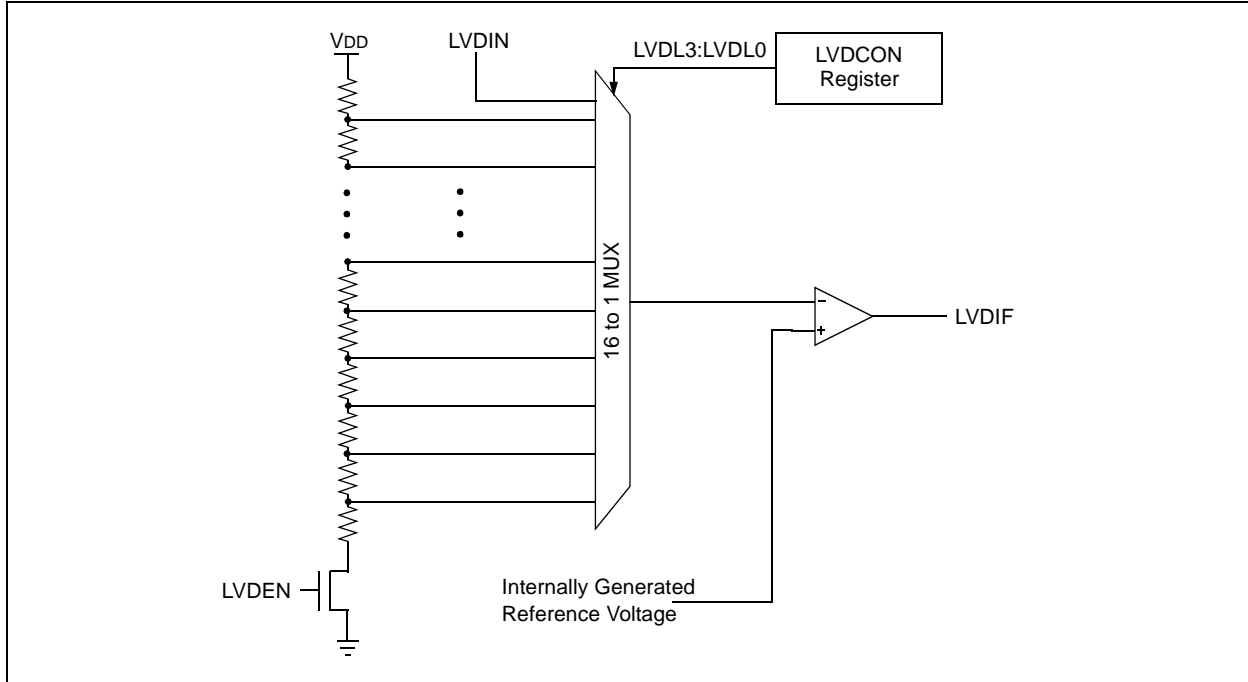 VDD
LVDIN
LVDL3:LVDL0
LVDCON
Register
16 to 1 MUX
–
+
LVDIF
LVDEN
Internally Generated
Reference Voltage